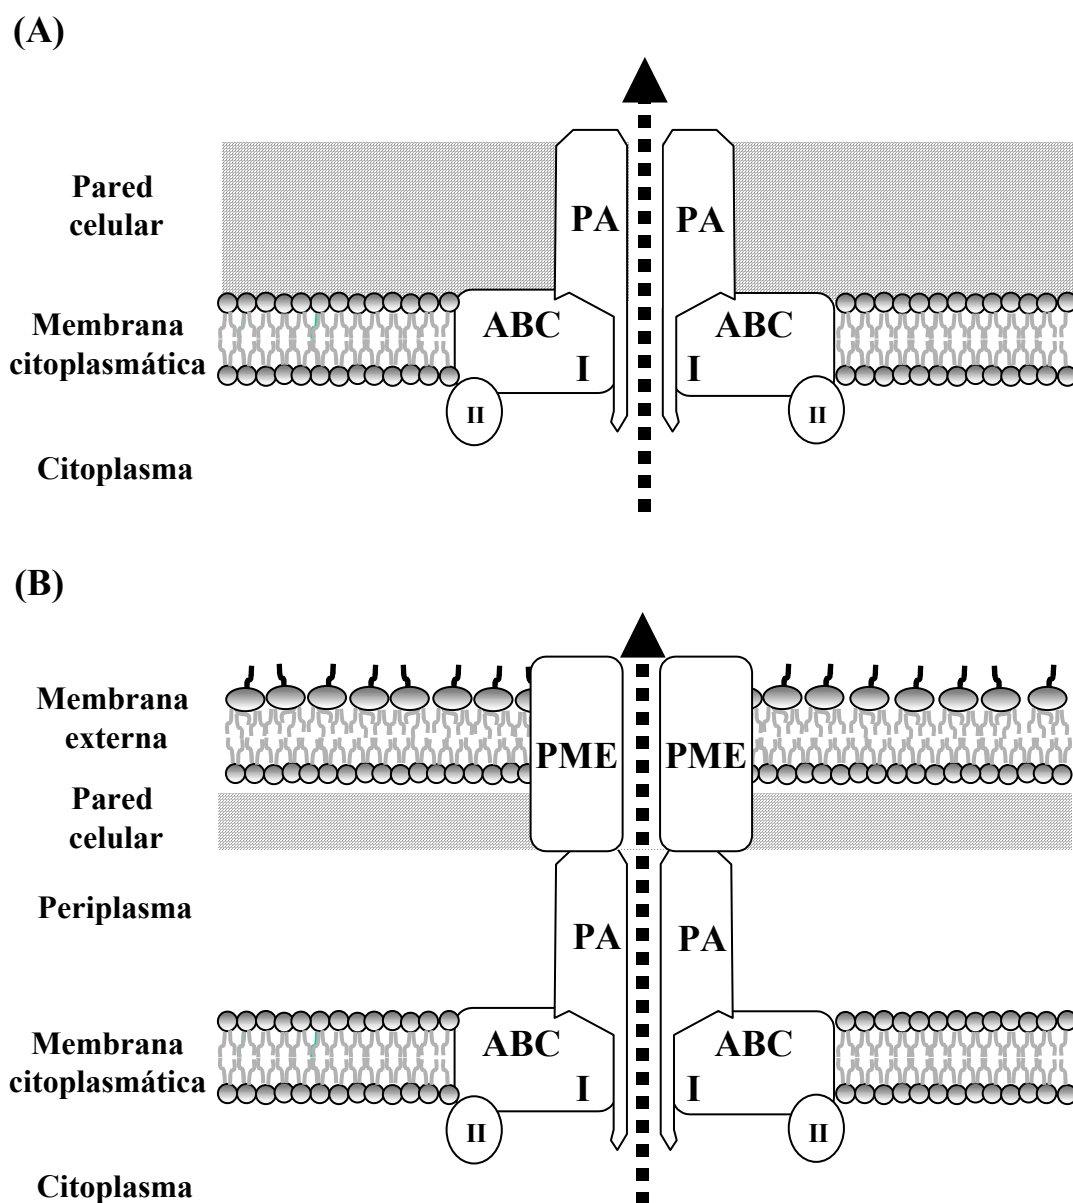 (A)
Pared
celular
PA PA
Membrana
citoplasmática
ABC ABC
I I
II II
Citoplasma
(B)
Membrana
externa
PME PME
Pared
celular
Periplasma
PA PA
Membrana
citoplasmática
ABC ABC
I I
II II
Citoplasma